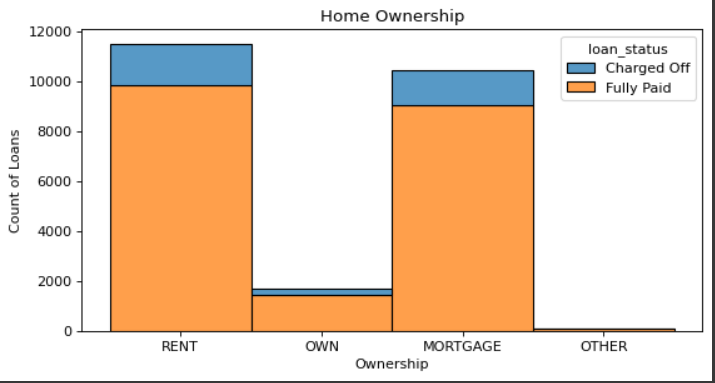 Home Ownership
12000
10000
8000
6000
4000
2000
0
Count of Loans
loan_status
Charged Off
Fully Paid
RENT OWN MORTGAGE OTHER
Ownership